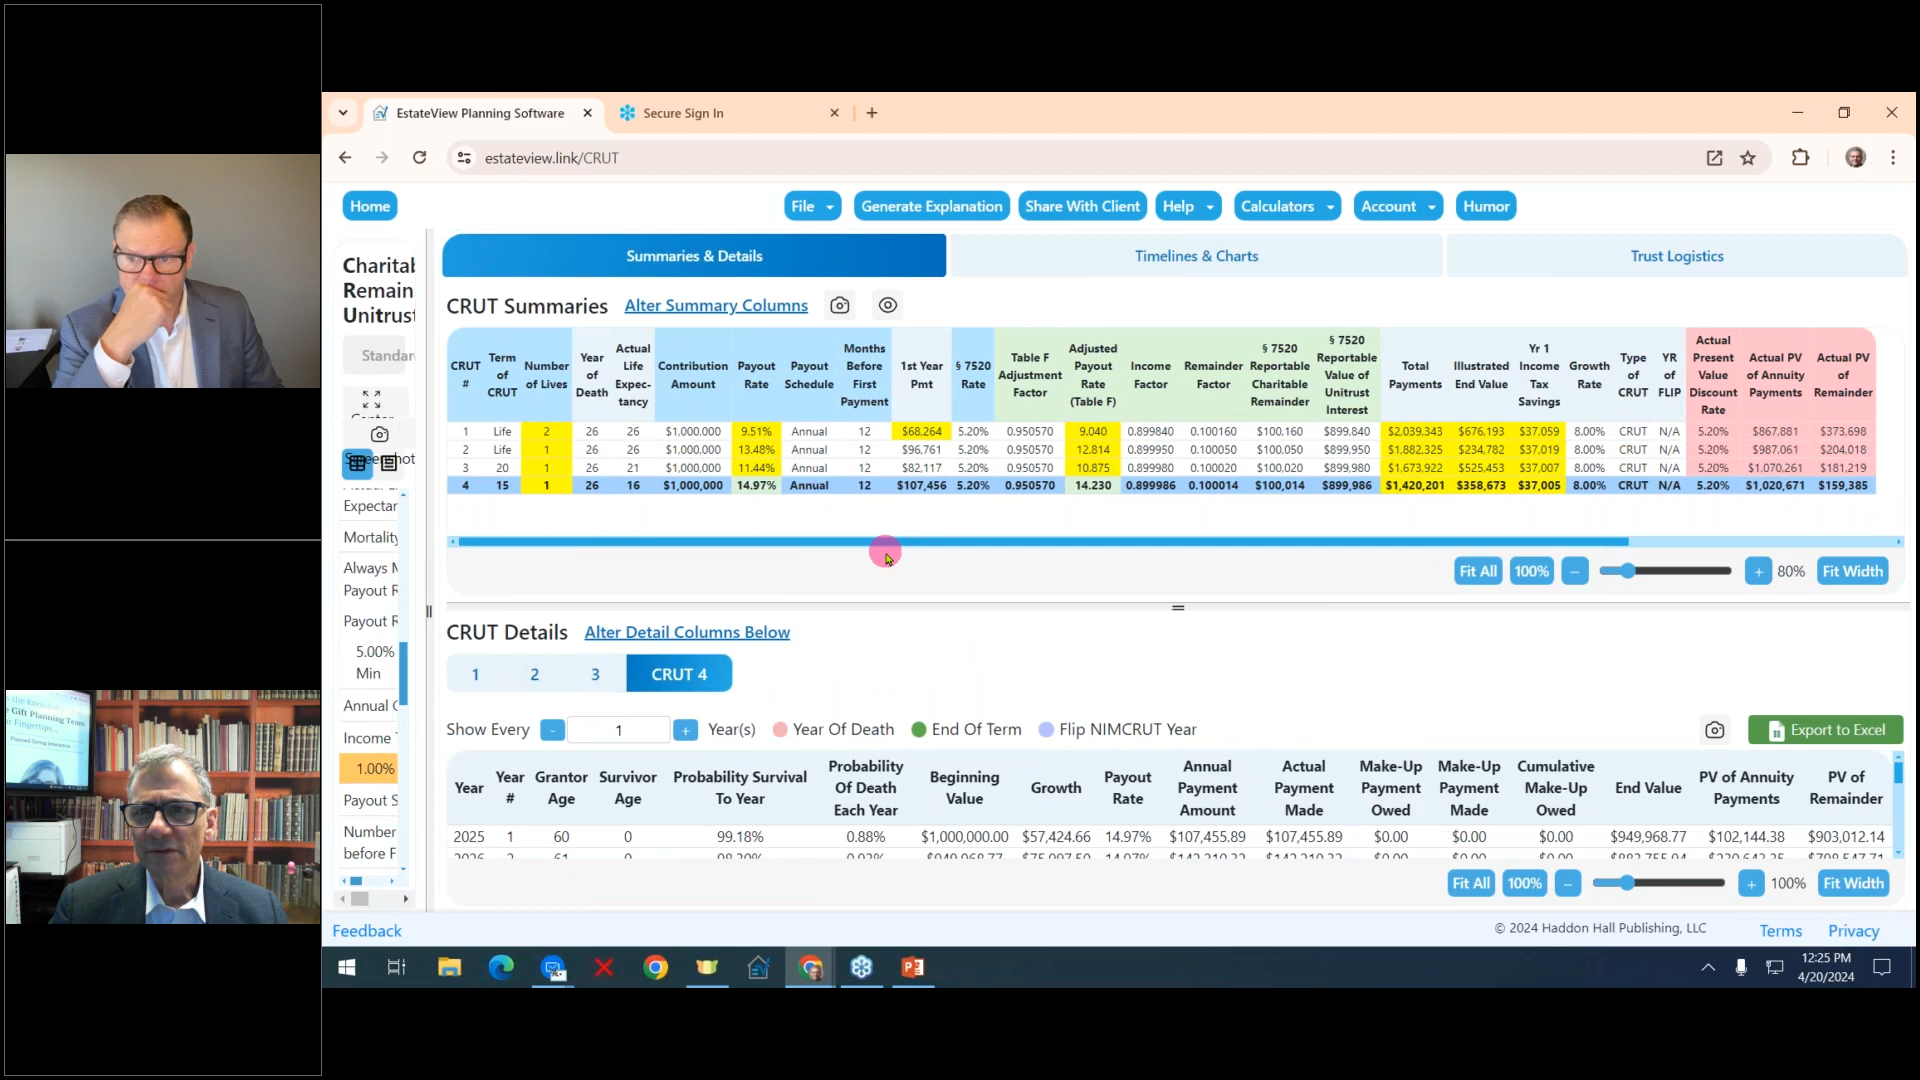 EstateView Planning Software
Secure Sign In
estateview.link/CRUT
Home
File
Generate Explanation
Share With Client
Help
Calculators
Account
Humor
Charitab
Remain
Unitrust
Standar
Expectar
Mortality
Always M
Payout R
Payout R
5.00%
Min
Annual G
Income T
1.00%
Payout S
Number
before F
Summaries & Details
Timelines & Charts
Trust Logistics
CRUT Summaries Alter Summary Columns
CRUT # Term of CRUT Number of Lives Year of Death Actual Life Expec-tancy Contribution Amount Payout Rate Payout Schedule Months Before First Payment 1st Year Pmt § 7520 Rate Table F Adjustment Factor Adjusted Payout Rate (Table F) Income Factor Remainder Factor § 7520 Reportable Charitable Remainder § 7520 Reportable Value of Unitrust Interest Total Payments Illustrated End Value Yr 1 Income Tax Savings Growth Rate Type of CRUT YR of FLIP Actual Present Value Discount Rate Actual PV of Annuity Payments Actual PV of Remainder
1 Life 2 26 26 $1,000,000 9.51% Annual 12 $68,264 5.20% 0.950570 9.040 0.899840 0.100160 $100,160 $899,840 $2,039,343 $676,193 $37,059 8.00% CRUT N/A 5.20% $867,881 $373,698
2 Life 1 26 26 $1,000,000 13.48% Annual 12 $96,761 5.20% 0.950570 12.814 0.899950 0.100050 $100,050 $899,950 $1,882,325 $234,782 $37,019 8.00% CRUT N/A 5.20% $987,061 $204,018
3 20 1 26 21 $1,000,000 11.44% Annual 12 $82,117 5.20% 0.950570 10.875 0.899980 0.100020 $100,020 $899,980 $1,673,922 $525,453 $37,007 8.00% CRUT N/A 5.20% $1,070,261 $181,219
4 15 1 26 16 $1,000,000 14.97% Annual 12 $107,456 5.20% 0.950570 14.230 0.899986 0.100014 $100,014 $899,986 $1,420,201 $358,673 $37,005 8.00% CRUT N/A 5.20% $1,020,671 $159,385
Fit All 100% − + 80% Fit Width
CRUT Details Alter Detail Columns Below
1 2 3 CRUT 4
Show Every - 1 + Year(s) Year Of Death End Of Term Flip NIMCRUT Year
Export to Excel
Year Year # Grantor Age Survivor Age Probability Survival To Year Probability Of Death Each Year Beginning Value Growth Payout Rate Annual Payment Amount Actual Payment Made Make-Up Payment Owed Make-Up Payment Made Cumulative Make-Up Owed End Value PV of Annuity Payments PV of Remainder
2025 1 60 0 99.18% 0.88% $1,000,000.00 $57,424.66 14.97% $107,455.89 $107,455.89 $0.00 $0.00 $0.00 $949,968.77 $102,144.38 $903,012.14
Fit All 100% − + 100% Fit Width
Feedback
© 2024 Haddon Hall Publishing, LLC
Terms
Privacy
12:25 PM
4/20/2024
Gift Planning Team